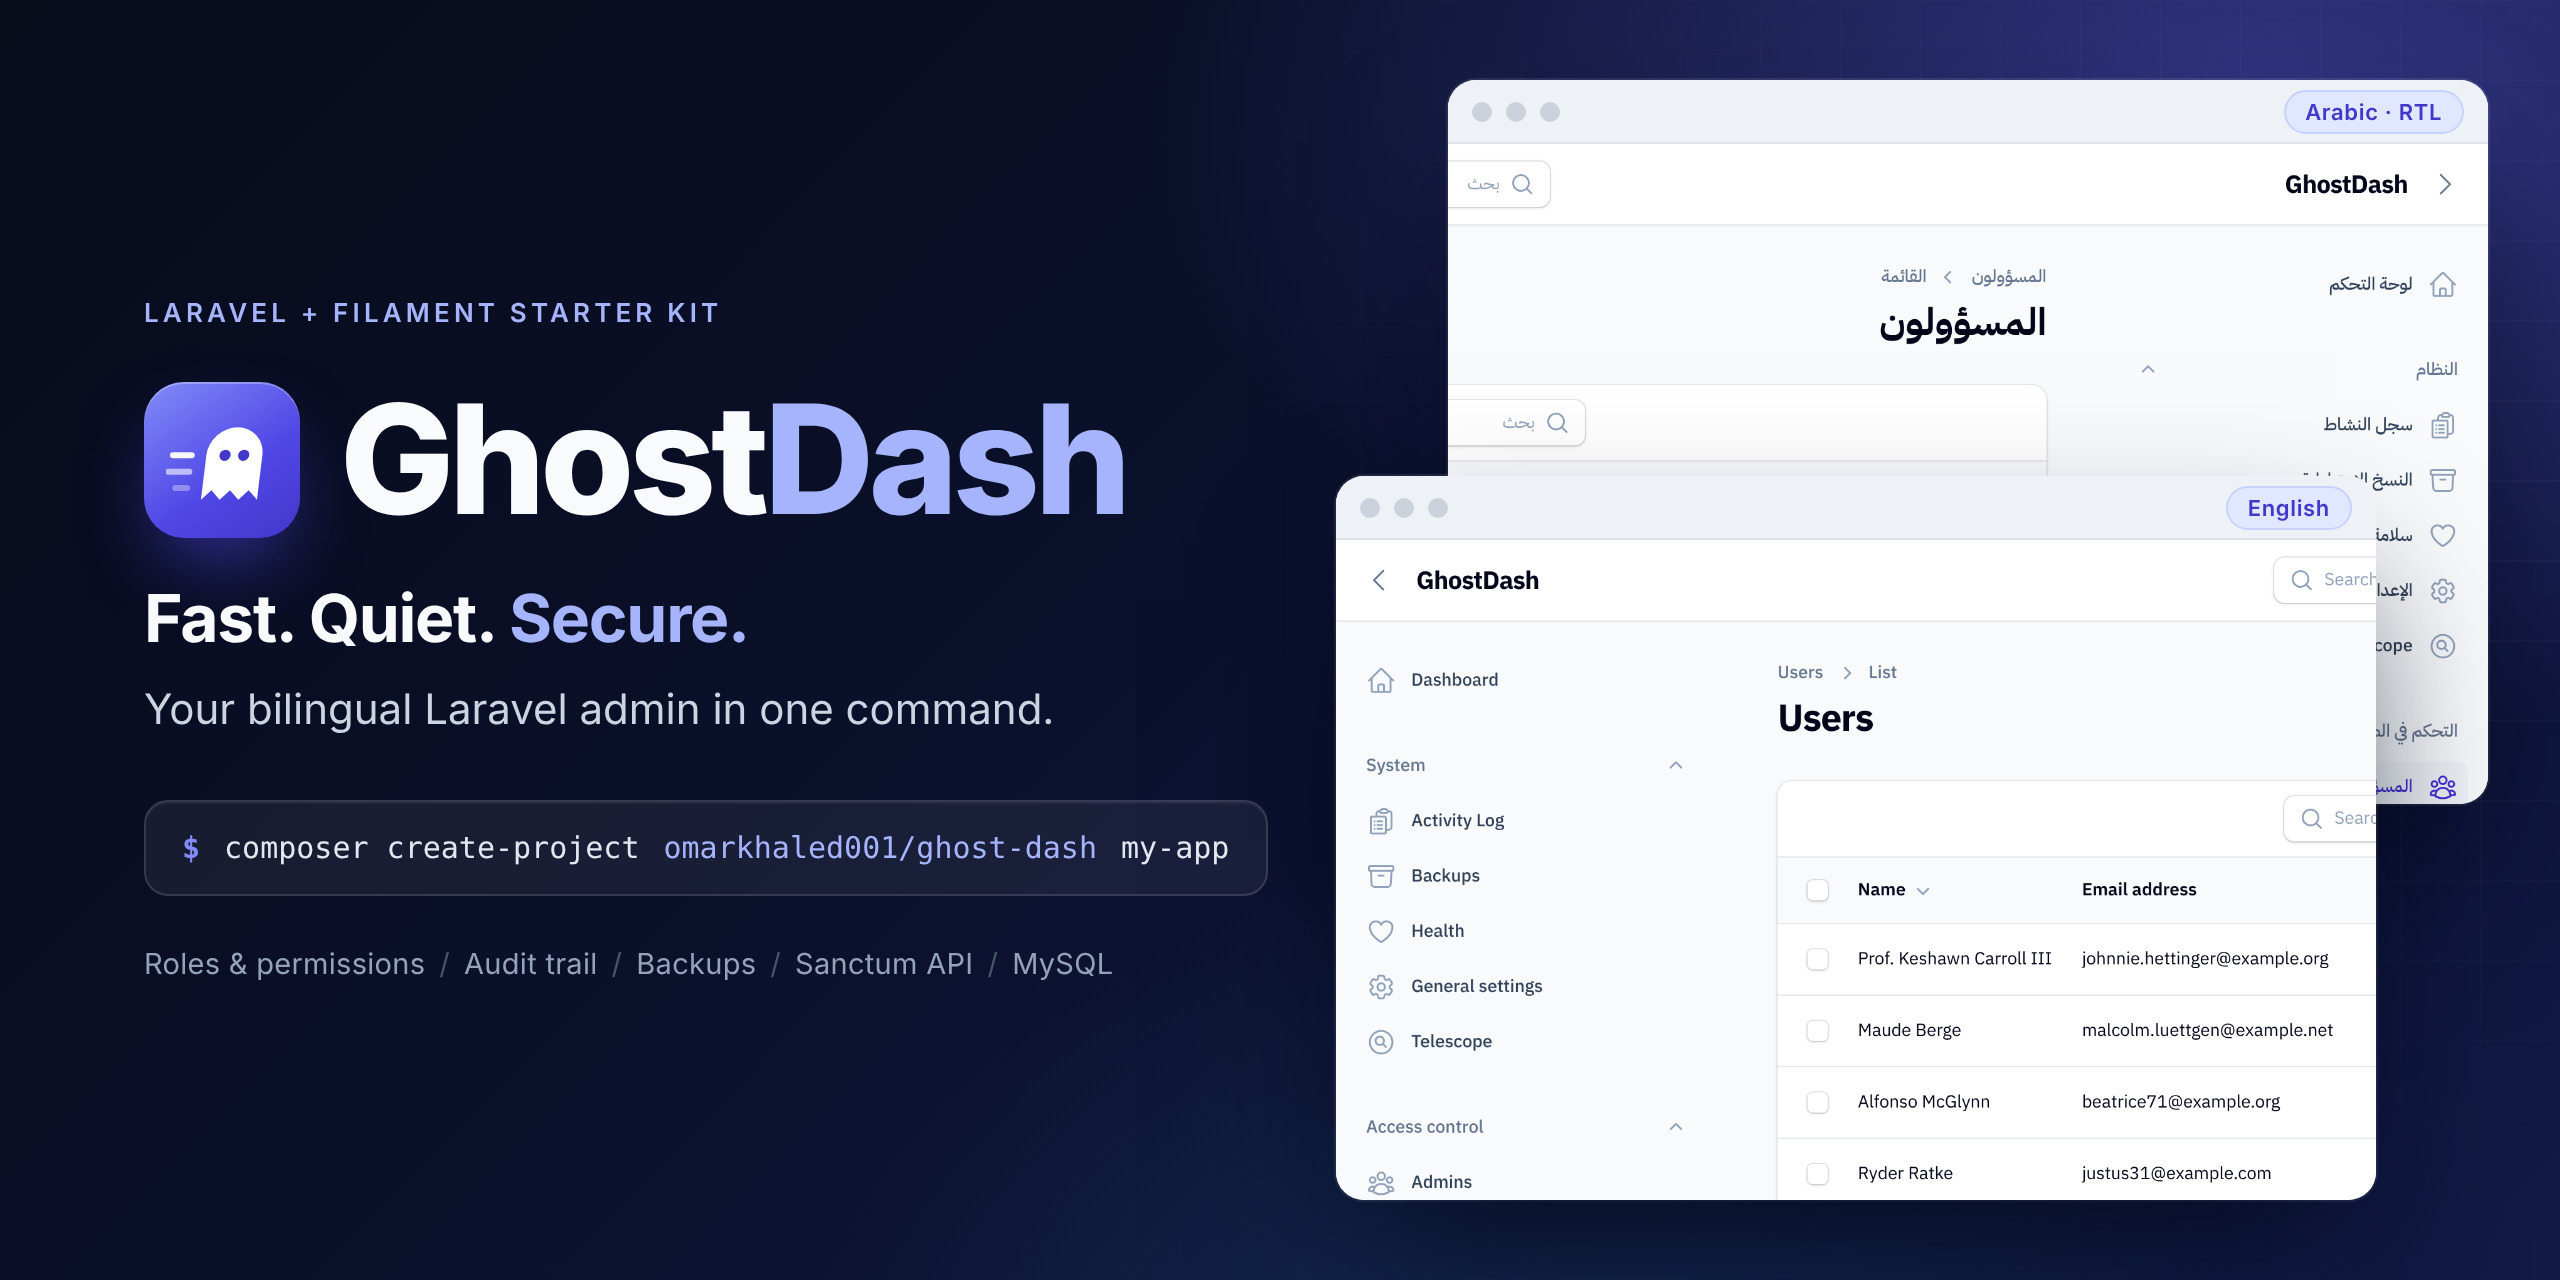 LARAVEL + FILAMENT STARTER KIT
GhostDash
Fast. Quiet. Secure.
Your bilingual Laravel admin in one command.
$ composer create-project omarkhaled001/ghost-dash my-app
Roles & permissions / Audit trail / Backups / Sanctum API / MySQL
Arabic · RTL
GhostDash
بحث
المسؤولون
القائمة
المسؤولون
بحث
لوحة التحكم
النظام
سجل النشاط
النسخ
سلامة
التحكم في
English
GhostDash
Search
Dashboard
System
Activity Log
Backups
Health
General settings
Telescope
Access control
Admins
Users > List
Users
Name
Email address
Prof. Keshawn Carroll III johnnie.hettinger@example.org
Maude Berge malcolm.luettgen@example.net
Alfonso McGlynn beatrice71@example.org
Ryder Ratke justus31@example.com